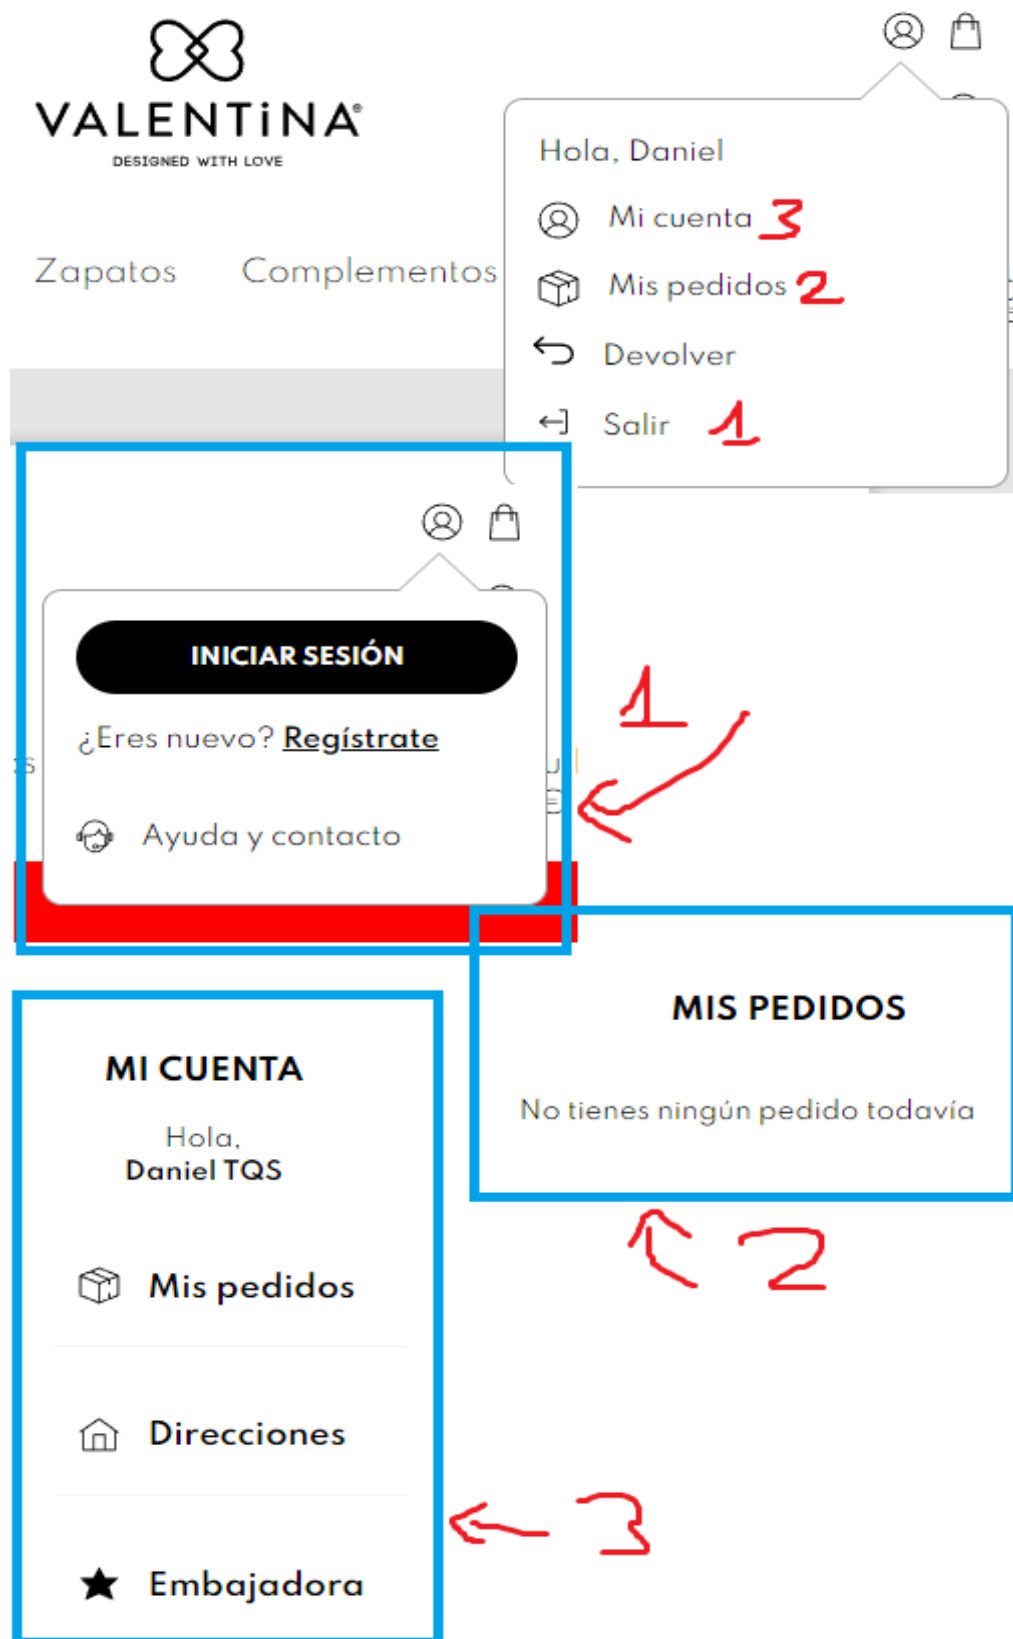 VALENTiNA®
DESIGNED WITH LOVE
Zapatos Complementos
Hola, Daniel
Mi cuenta 3
Mis pedidos 2
Devolver
Salir 1
INICIAR SESIÓN
¿Eres nuevo? Regístrate
Ayuda y contacto
1
MIS PEDIDOS
No tienes ningún pedido todavía
2
MI CUENTA
Hola,
Daniel TQS
Mis pedidos
Direcciones
Embajadora
3